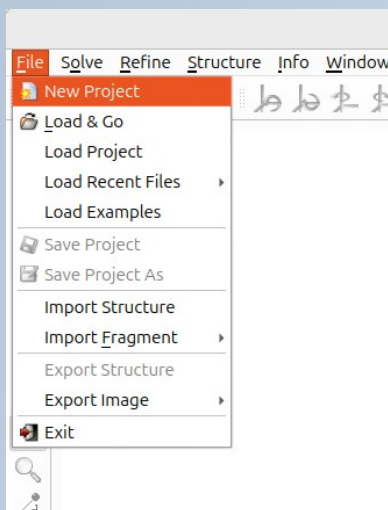 File Solve Refine Structure Info Window
New Project
Load & Go
Load Project
Load Recent Files
Load Examples
Save Project
Save Project As
Import Structure
Import Fragment
Export Structure
Export Image
Exit